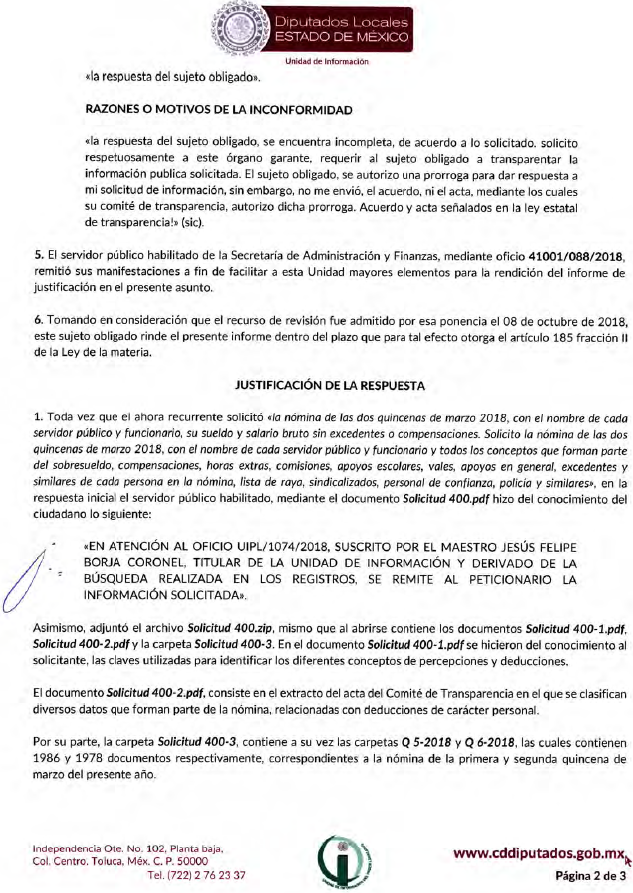 Diputados Locales
ESTADO DE MÉXICO
Unidad de Información
«la respuesta del sujeto obligado».
RAZONES O MOTIVOS DE LA INCONFORMIDAD
«la respuesta del sujeto obligado, se encuentra incompleta, de acuerdo a lo solicitado. solicito
respetuosamente a este órgano garante, requerir al sujeto obligado a transparentar la
información publica solicitada. El sujeto obligado, se autorizo una prorroga para dar respuesta a
mi solicitud de información, sin embargo, no me envió, el acuerdo, ni el acta, mediante los cuales
su comité de transparencia, autorizo dicha prorroga. Acuerdo y acta señalados en la ley estatal
de transparencia!» (sic).
5. El servidor público habilitado de la Secretaría de Administración y Finanzas, mediante oficio 41001/088/2018,
remitió sus manifestaciones a fin de facilitar a esta Unidad mayores elementos para la rendición del informe de
justificación en el presente asunto.
6. Tomando en consideración que el recurso de revisión fue admitido por esa ponencia el 08 de octubre de 2018,
este sujeto obligado rinde el presente informe dentro del plazo que para tal efecto otorga el artículo 185 fracción II
de la Ley de la materia.
JUSTIFICACIÓN DE LA RESPUESTA
1. Toda vez que el ahora recurrente solicitó «la nómina de las dos quincenas de marzo 2018, con el nombre de cada
servidor público y funcionario, su sueldo y salario bruto sin excedentes o compensaciones. Solicito la nómina de las dos
quincenas de marzo 2018, con el nombre de cada servidor público y funcionario y todos los conceptos que forman parte
del sobresueldo, compensaciones, horas extras, comisiones, apoyos escolares, vales, apoyos en general, excedentes y
similares de cada persona en la nómina, lista de raya, sindicalizados, personal de confianza, policía y similares», en la
respuesta inicial el servidor público habilitado, mediante el documento Solicitud 400.pdf hizo del conocimiento del
ciudadano lo siguiente:
«EN ATENCIÓN AL OFICIO UIPL/1074/2018, SUSCRITO POR EL MAESTRO JESÚS FELIPE
BORJA CORONEL, TITULAR DE LA UNIDAD DE INFORMACIÓN Y DERIVADO DE LA
BÚSQUEDA REALIZADA EN LOS REGISTROS, SE REMITE AL PETICIONARIO LA
INFORMACIÓN SOLICITADA».
Asimismo, adjuntó el archivo Solicitud 400.zip, mismo que al abrirse contiene los documentos Solicitud 400-1.pdf,
Solicitud 400-2.pdf y la carpeta Solicitud 400-3. En el documento Solicitud 400-1.pdf se hicieron del conocimiento al
solicitante, las claves utilizadas para identificar los diferentes conceptos de percepciones y deducciones.
El documento Solicitud 400-2.pdf, consiste en el extracto del acta del Comité de Transparencia en el que se clasifican
diversos datos que forman parte de la nómina, relacionadas con deducciones de carácter personal.
Por su parte, la carpeta Solicitud 400-3, contiene a su vez las carpetas Q 5-2018 y Q 6-2018, las cuales contienen
1986 y 1978 documentos respectivamente, correspondientes a la nómina de la primera y segunda quincena de
marzo del presente año.
Independencia Ote. No. 102, Planta baja,
Col. Centro. Toluca, Méx. C. P. 50000
Tel. (722) 2 76 23 37
www.cddiputados.gob.mx
Página 2 de 3